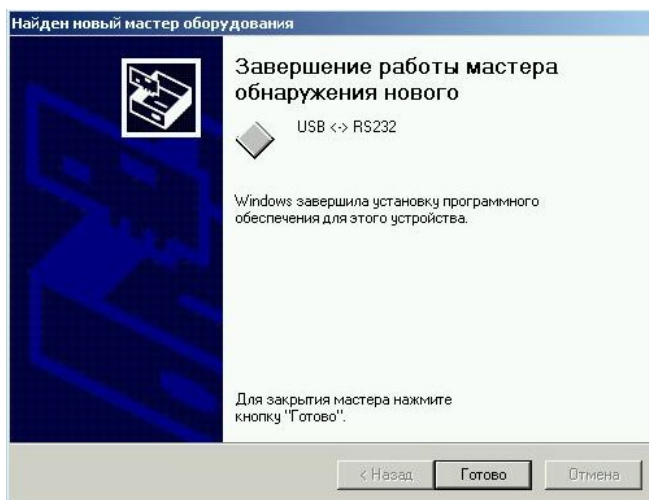 Найден новый мастер оборудования
Завершение работы мастера
обнаружения нового
USB <-> RS232
Windows завершила установку программного
обеспечения для этого устройства.
Для закрытия мастера нажмите
кнопку "Готово".
< Назад
Готово
Отмена